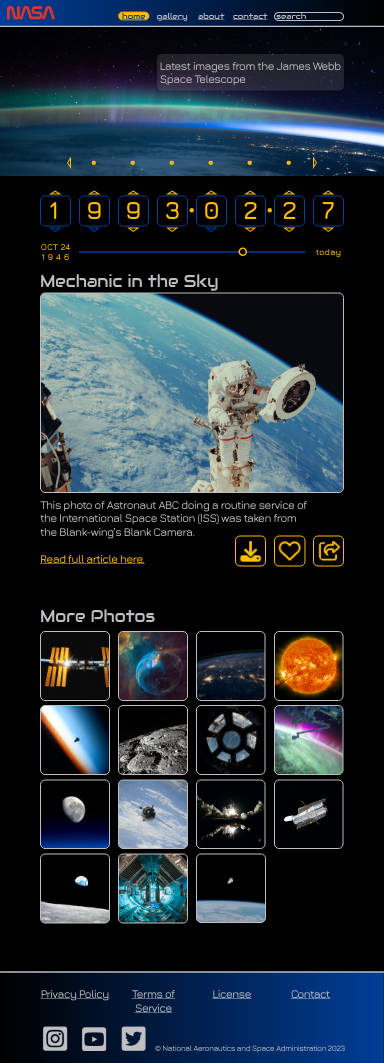 NASA
home gallery about contact search
Latest images from the James Webb
Space Telescope
1 9 9 3 • 0 2 • 2 7
OCT 24
1946
today
Mechanic in the Sky
This photo of Astronaut ABC doing a routine service of
the International Space Station (ISS) was taken from
the Blank-wing's Blank Camera.
Read full article here.
More Photos
Privacy Policy Terms of Service License Contact
© National Aeronautics and Space Administration 2023